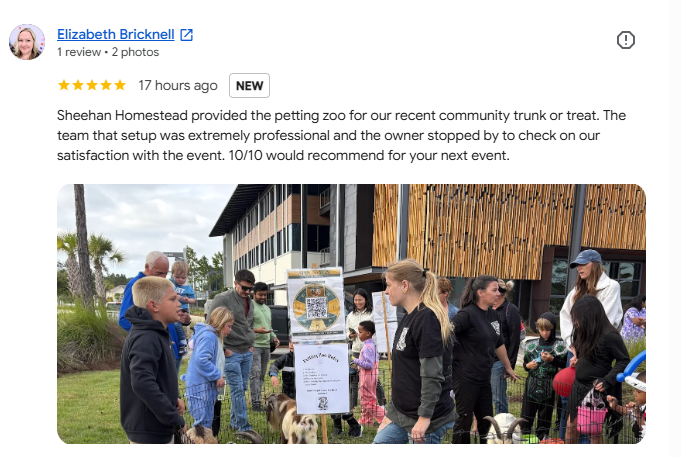 Elizabeth Bricknell
1 review • 2 photos
17 hours ago NEW
Sheehan Homestead provided the petting zoo for our recent community trunk or treat. The
team that setup was extremely professional and the owner stopped by to check on our
satisfaction with the event. 10/10 would recommend for your next event.
Petting Zoo Rules